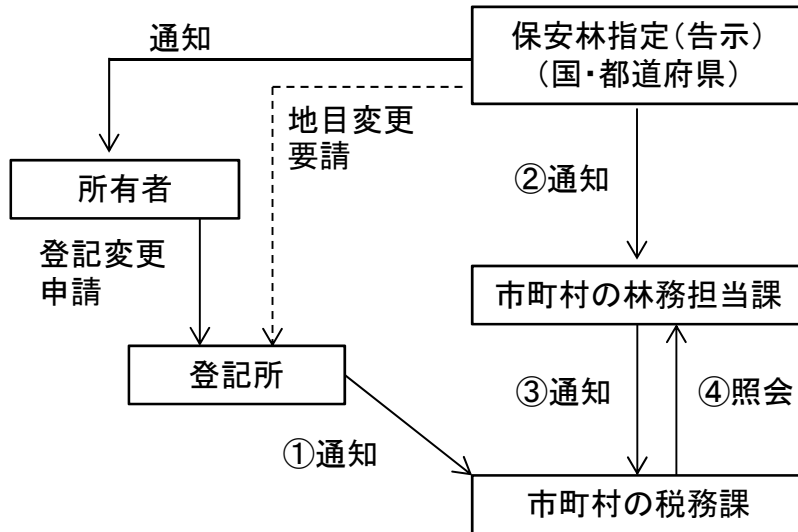 通知
保安林指定（告示）
（国・都道府県）
地目変更
要請
②通知
所有者
登記変更
申請
市町村の林務担当課
登記所
③通知
④照会
①通知
市町村の税務課